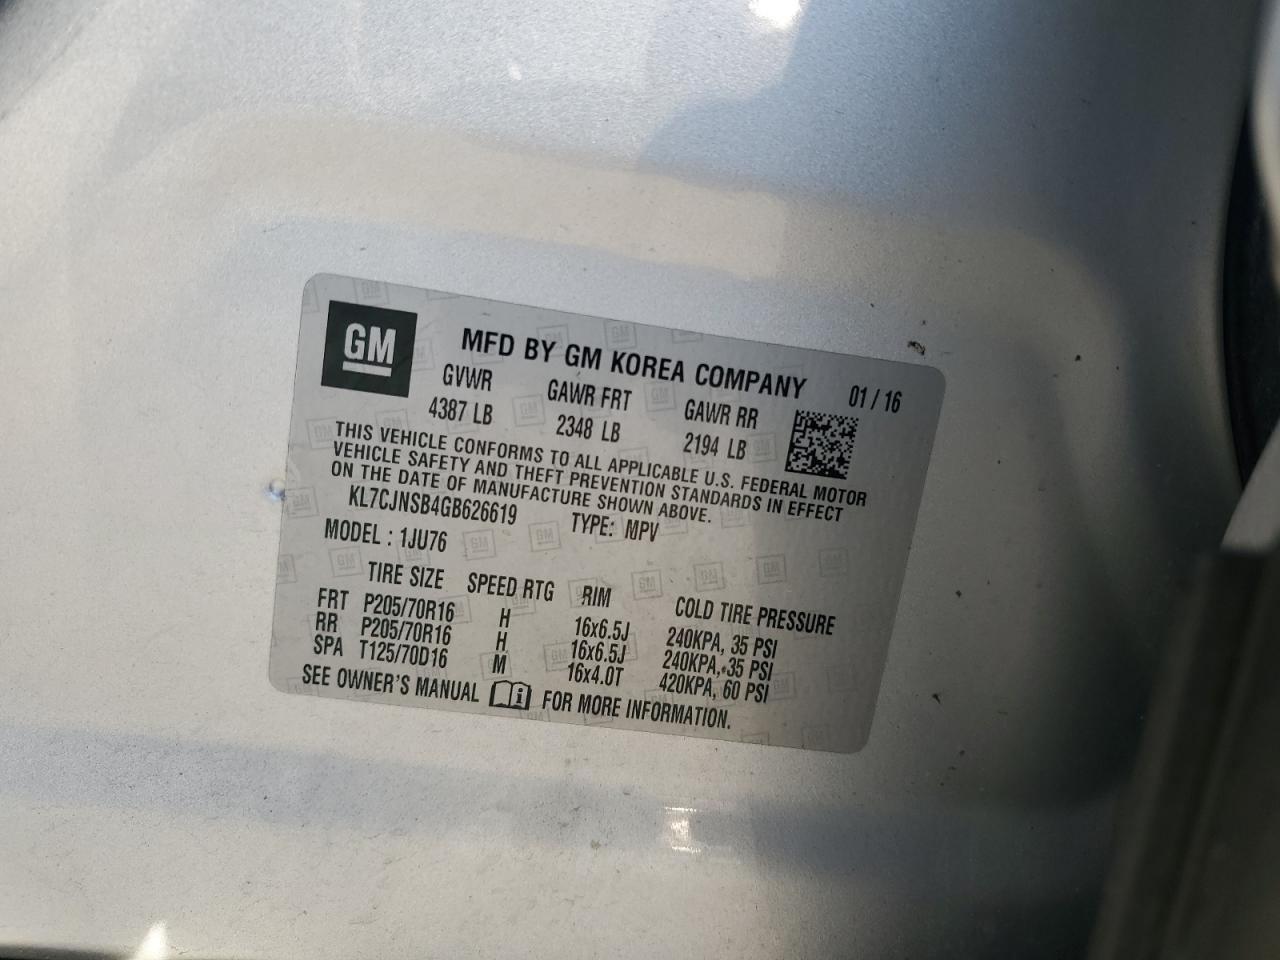 GM
MFD BY GM KOREA COMPANY 01 / 16
GVWR GAWR FRT GAWR RR
4387 LB 2348 LB 2194 LB
THIS VEHICLE CONFORMS TO ALL APPLICABLE U.S. FEDERAL MOTOR
VEHICLE SAFETY AND THEFT PREVENTION STANDARDS IN EFFECT
ON THE DATE OF MANUFACTURE SHOWN ABOVE.
KL7CJNSB4GB626619 TYPE: MPV
MODEL : 1JU76
TIRE SIZE SPEED RTG RIM COLD TIRE PRESSURE
FRT P205/70R16 H 16x6.5J 240KPA, 35 PSI
RR P205/70R16 H 16x6.5J 240KPA, 35 PSI
SPA T125/70D16 M 16x4.0T 420KPA, 60 PSI
SEE OWNER'S MANUAL FOR MORE INFORMATION.